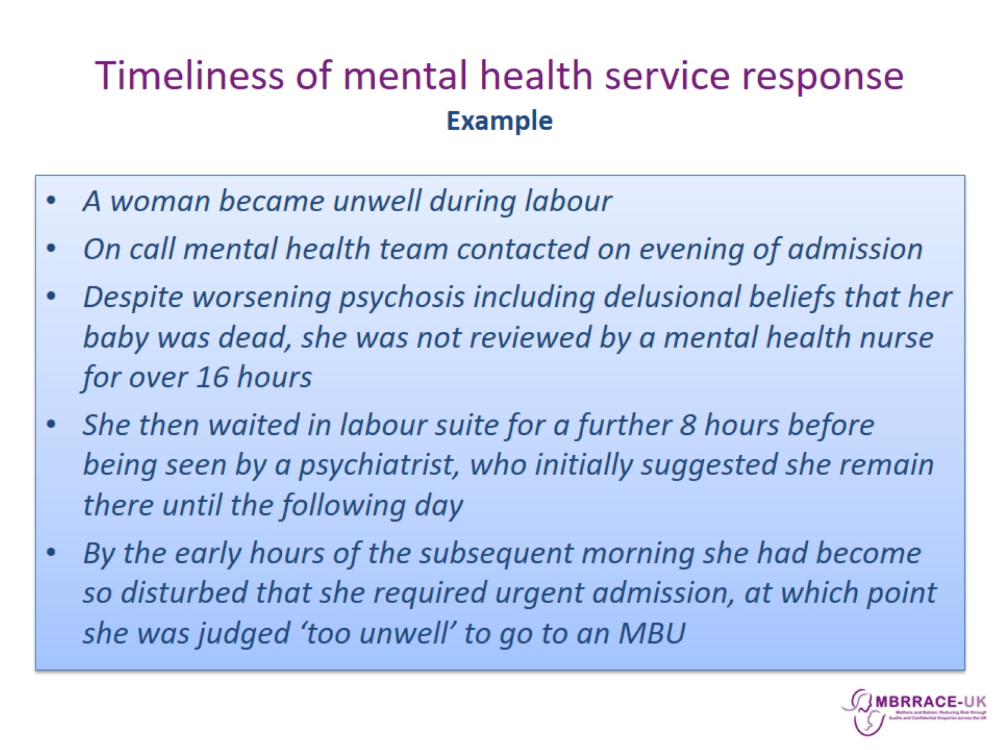 Timeliness of mental health service response
Example
• A woman became unwell during labour
• On call mental health team contacted on evening of admission
• Despite worsening psychosis including delusional beliefs that her
baby was dead, she was not reviewed by a mental health nurse
for over 16 hours
• She then waited in labour suite for a further 8 hours before
being seen by a psychiatrist, who initially suggested she remain
there until the following day
• By the early hours of the subsequent morning she had become
so disturbed that she required urgent admission, at which point
she was judged ‘too unwell’ to go to an MBU
MBRRACE-UK
Mothers and Babies: Reducing Risk through
Audits and Confidential Enquiries across the UK